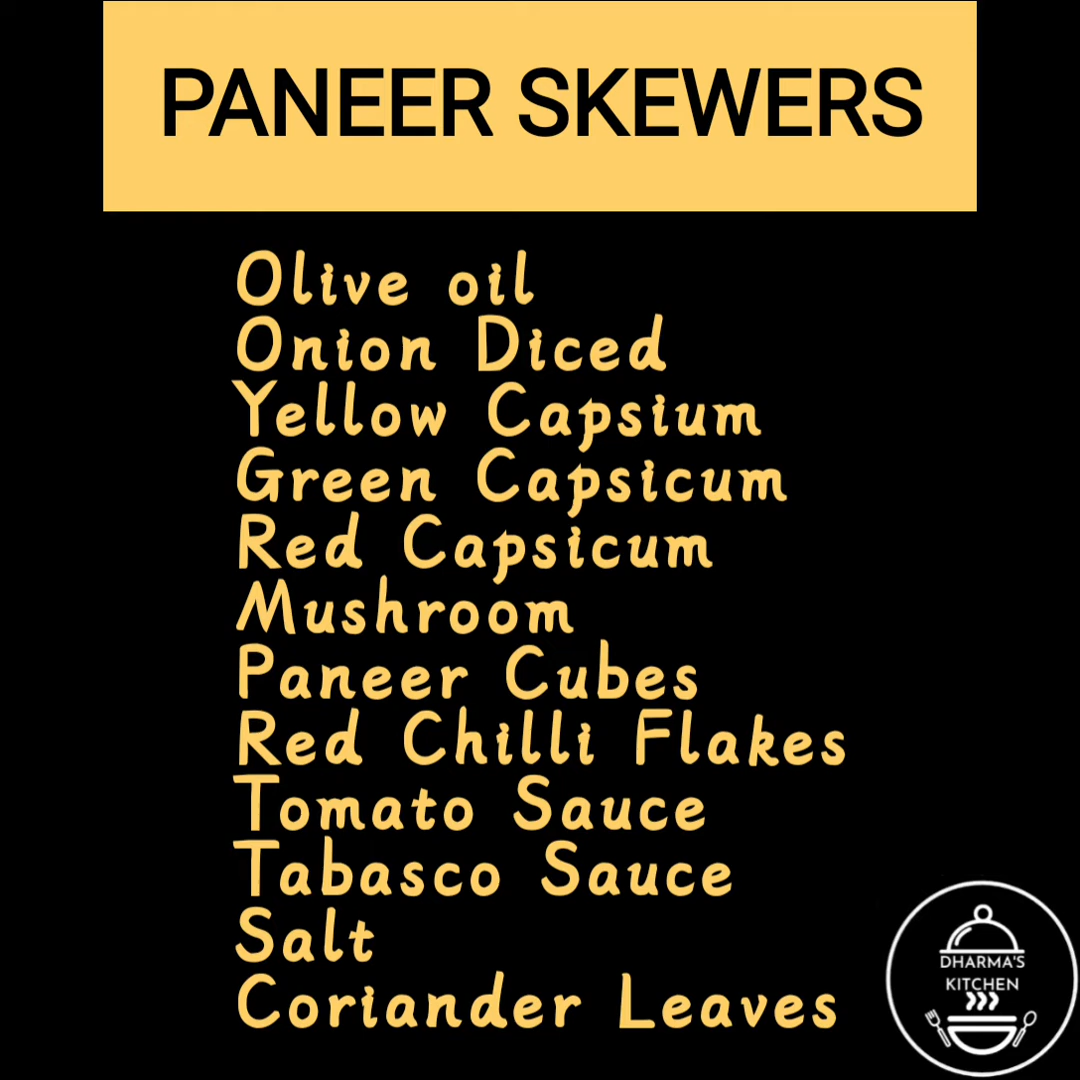 PANEER SKEWERS
Olive oil
Onion Diced
Yellow Capsium
Green Capsicum
Red Capsicum
Mushroom
Paneer Cubes
Red Chilli Flakes
Tomato Sauce
Tabasco Sauce
Salt
Coriander Leaves
DHARMA'S
KITCHEN